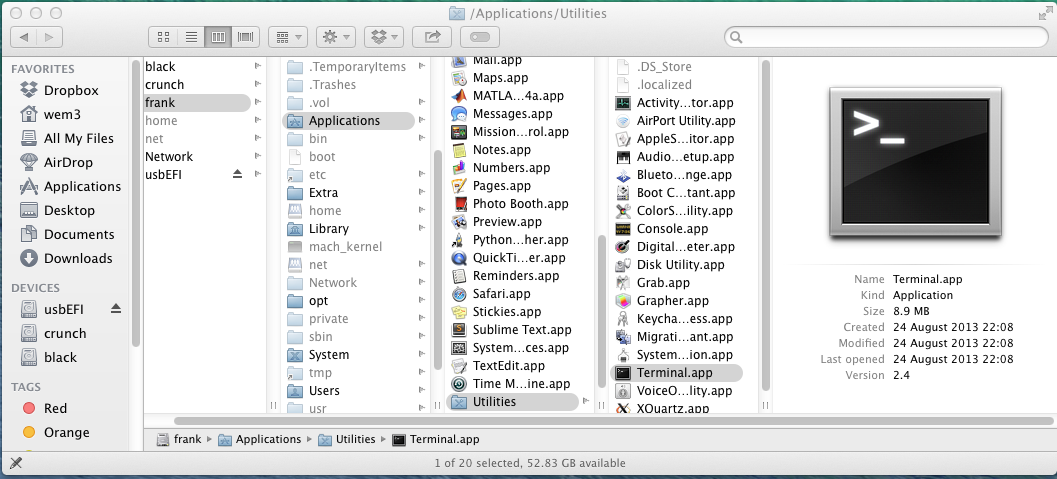 /Applications/Utilities
FAVORITES
Dropbox
wem3
All My Files
AirDrop
Applications
Desktop
Documents
Downloads
DEVICES
usbEFI
crunch
black
TAGS
Red
Orange
black
crunch
frank
home
net
Network
usbEFI
.TemporaryItems
.Trashes
.vol
Applications
bin
boot
etc
Extra
home
Library
mach_kernel
net
Network
opt
private
sbin
System
tmp
Users
usr
Mail.app
Maps.app
MATLA...4a.app
Messages.app
Mission...rol.app
Notes.app
Numbers.app
Pages.app
Photo Booth.app
Preview.app
Python...her.app
QuickTi...er.app
Reminders.app
Safari.app
Stickies.app
Sublime Text.app
System...ces.app
TextEdit.app
Time M...ine.app
Utilities
.DS_Store
.localized
Activity...tor.app
AirPort Utility.app
AppleS...itor.app
Audio...etup.app
Blueto...nge.app
Boot C...tant.app
ColorS...ility.app
Console.app
Digital...eter.app
Disk Utility.app
Grab.app
Grapher.app
Keycha...ess.app
Migrati...ant.app
System...ion.app
Terminal.app
VoiceO...lity.app
XQuartz.app
>_
Name Terminal.app
Kind Application
Size 8.9 MB
Created 24 August 2013 22:08
Modified 24 August 2013 22:08
Last opened 24 August 2013 22:08
Version 2.4
frank ▸ Applications ▸ Utilities ▸ Terminal.app
1 of 20 selected, 52.83 GB available